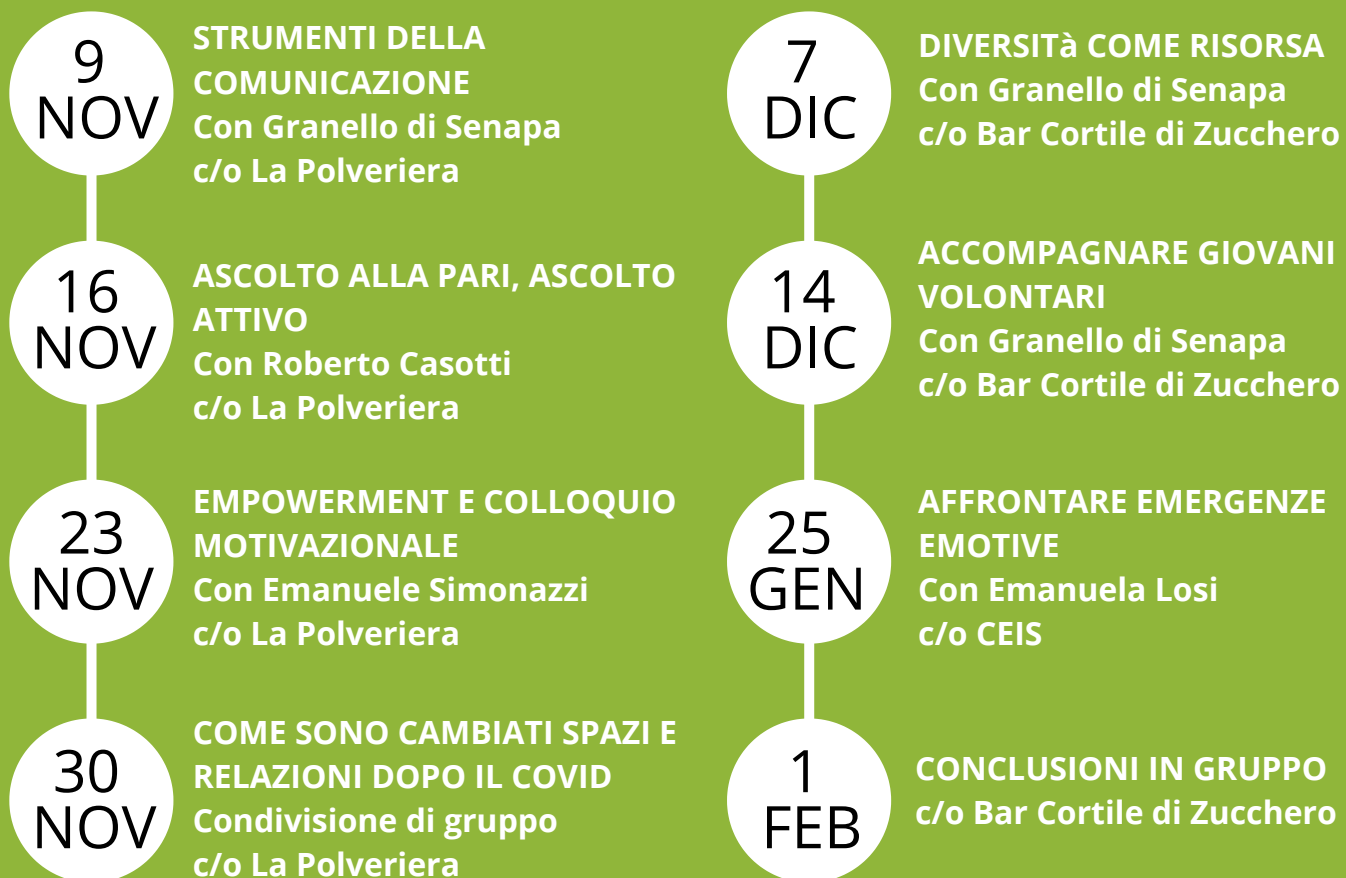 9
NOV
STRUMENTI DELLA
COMUNICAZIONE
Con Granello di Senapa
c/o La Polveriera
16
NOV
ASCOLTO ALLA PARI, ASCOLTO
ATTIVO
Con Roberto Casotti
c/o La Polveriera
23
NOV
EMPOWERMENT E COLLOQUIO
MOTIVAZIONALE
Con Emanuele Simonazzi
c/o La Polveriera
30
NOV
COME SONO CAMBIATI SPAZI E
RELAZIONI DOPO IL COVID
Condivisione di gruppo
c/o La Polveriera
7
DIC
DIVERSITà COME RISORSA
Con Granello di Senapa
c/o Bar Cortile di Zucchero
14
DIC
ACCOMPAGNARE GIOVANI
VOLONTARI
Con Granello di Senapa
c/o Bar Cortile di Zucchero
25
GEN
AFFRONTARE EMERGENZE
EMOTIVE
Con Emanuela Losi
c/o CEIS
1
FEB
CONCLUSIONI IN GRUPPO
c/o Bar Cortile di Zucchero